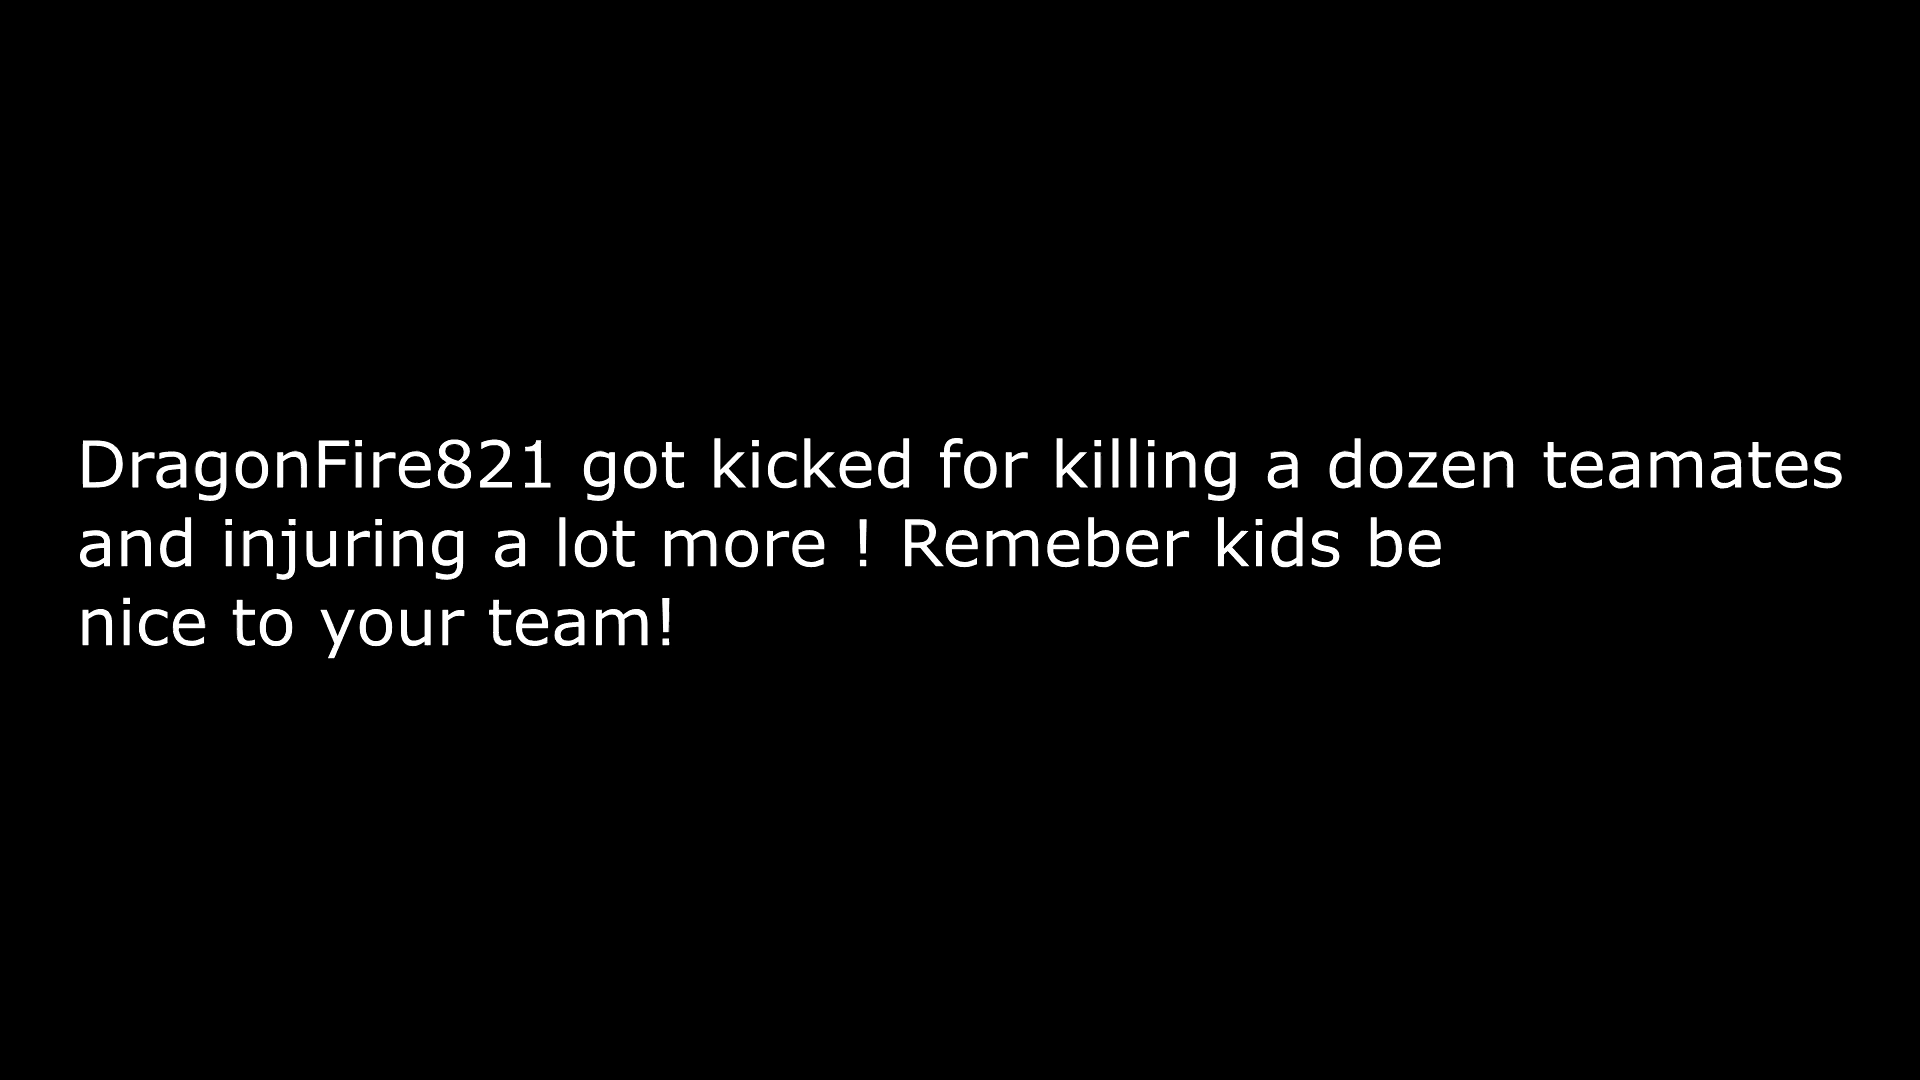 DragonFire821 got kicked for killing a dozen teamates
and injuring a lot more ! Remeber kids be
nice to your team!